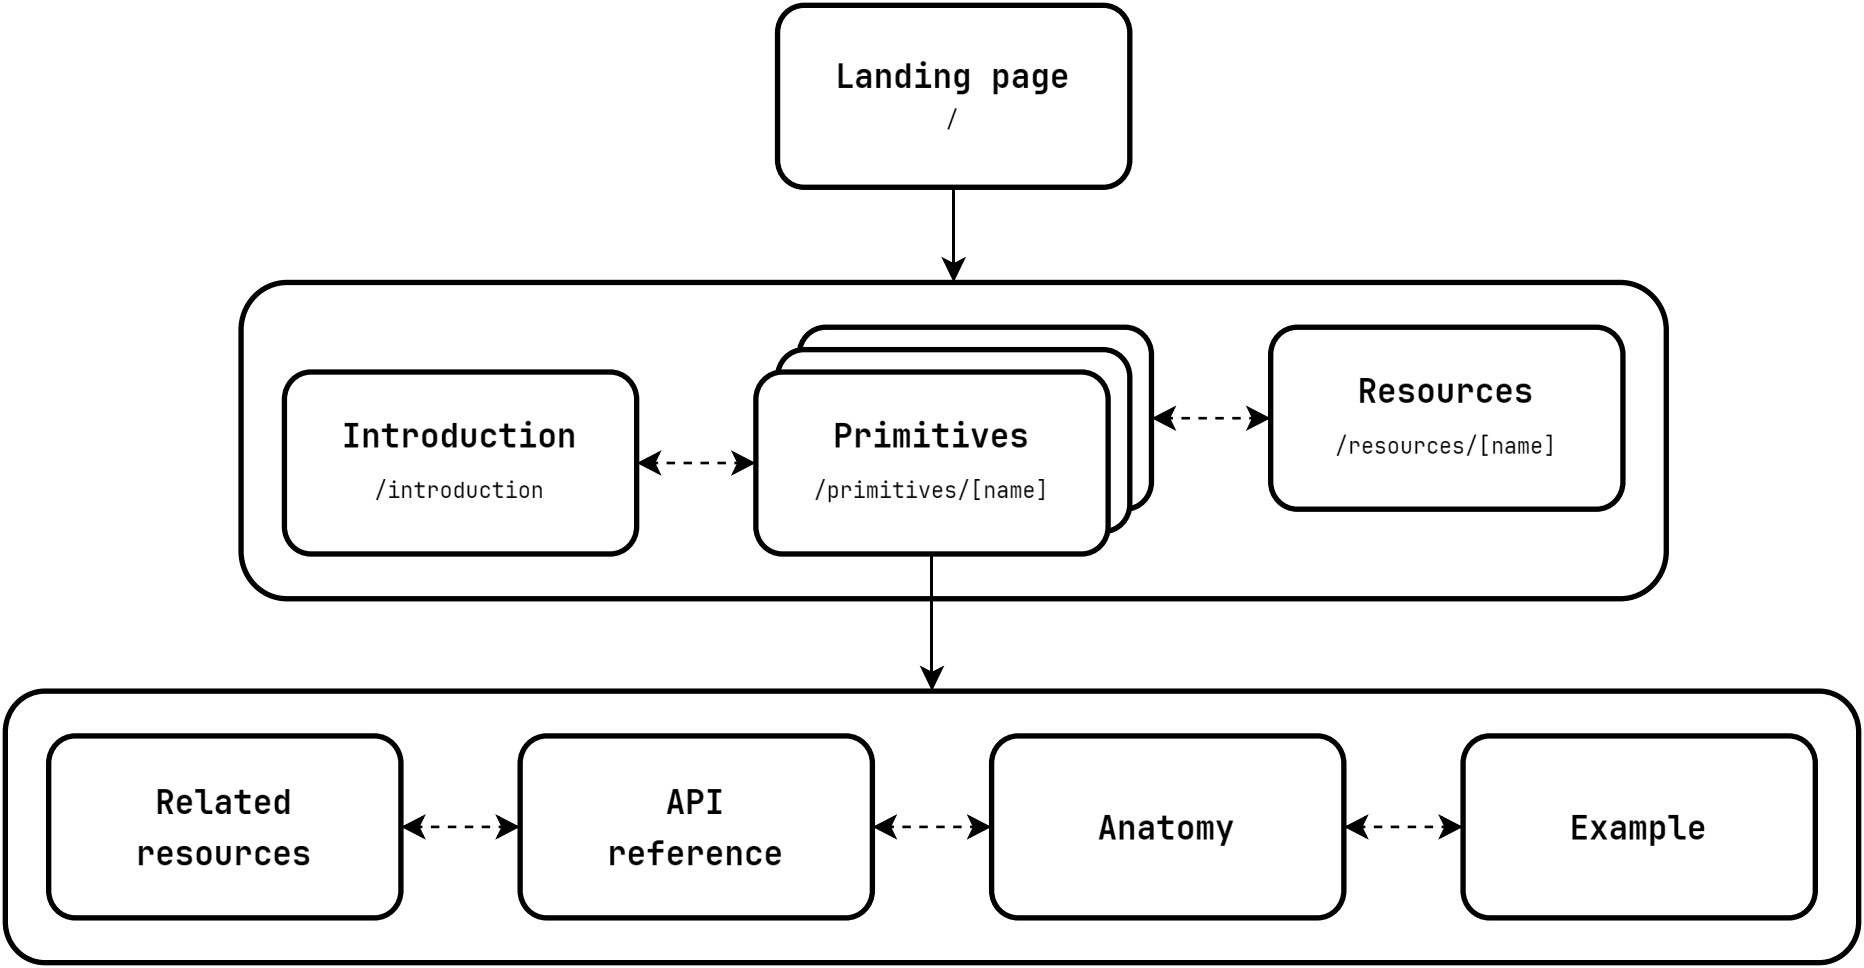 Landing page
/
Introduction
/introduction
Primitives
/primitives/[name]
Resources
/resources/[name]
Related
resources
API
reference
Anatomy
Example